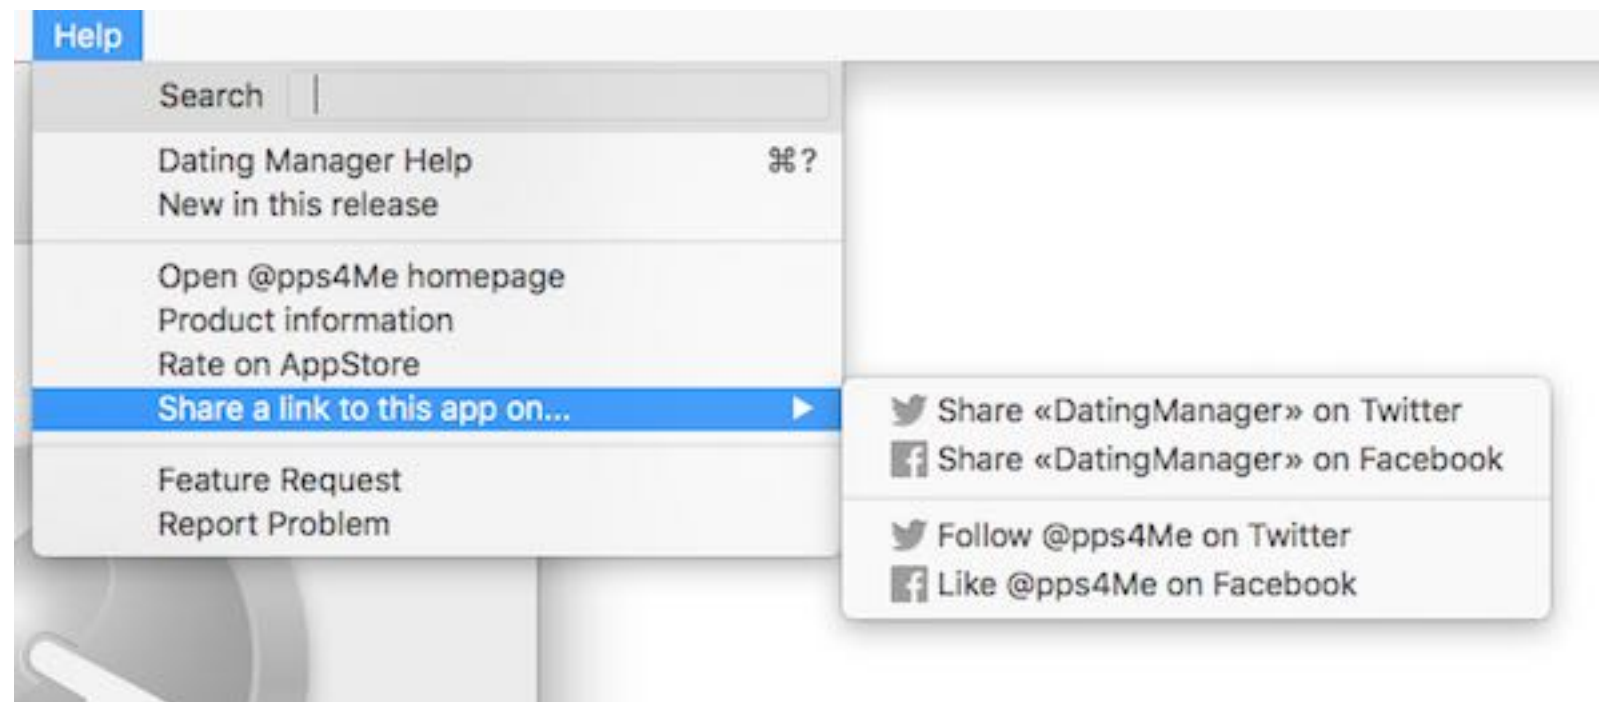 Help
Search
Dating Manager Help ⌘?
New in this release
Open @pps4Me homepage
Product information
Rate on AppStore
Share a link to this app on...
Feature Request
Report Problem
Share «DatingManager» on Twitter
Share «DatingManager» on Facebook
Follow @pps4Me on Twitter
Like @pps4Me on Facebook